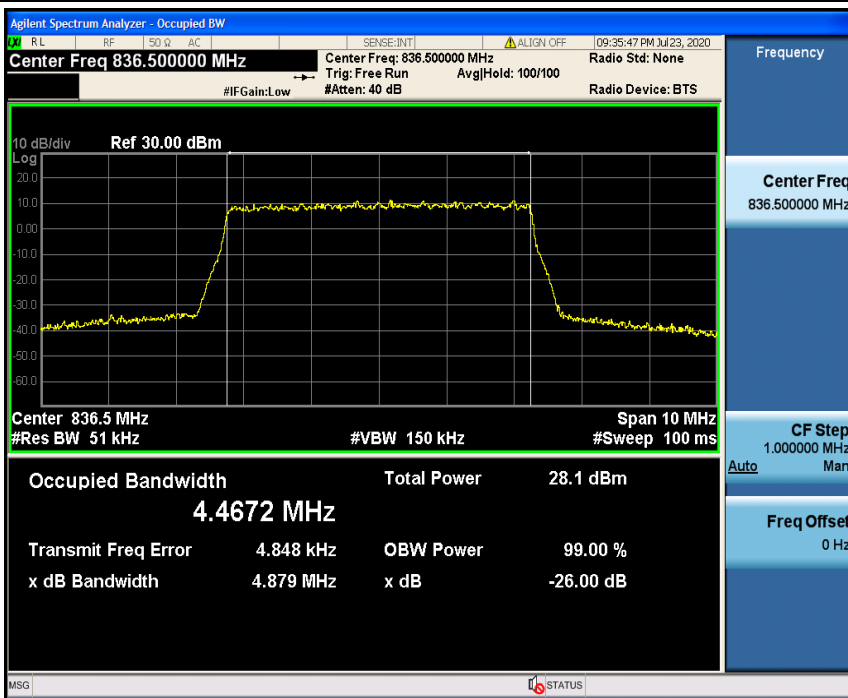 Agilent Spectrum Analyzer - Occupied BW
LXI RL RF 50 Ω AC SENSE:INT ALIGN OFF 09:35:47 PM Jul 23, 2020
Center Freq 836.500000 MHz Center Freq: 836.500000 MHz Radio Std: None
Trig: Free Run Avg|Hold: 100/100
#IFGain:Low #Atten: 40 dB Radio Device: BTS
10 dB/div Ref 30.00 dBm
Log
20.0
10.0
0.00
-10.0
-20.0
-30.0
-40.0
-50.0
-60.0
Center 836.5 MHz Span 10 MHz
#Res BW 51 kHz #VBW 150 kHz #Sweep 100 ms
Occupied Bandwidth Total Power 28.1 dBm
4.4672 MHz
Transmit Freq Error 4.848 kHz OBW Power 99.00 %
x dB Bandwidth 4.879 MHz x dB -26.00 dB
MSG STATUS
Frequency
Center Freq
836.500000 MHz
CF Step
1.000000 MHz
Auto Man
Freq Offset
0 Hz